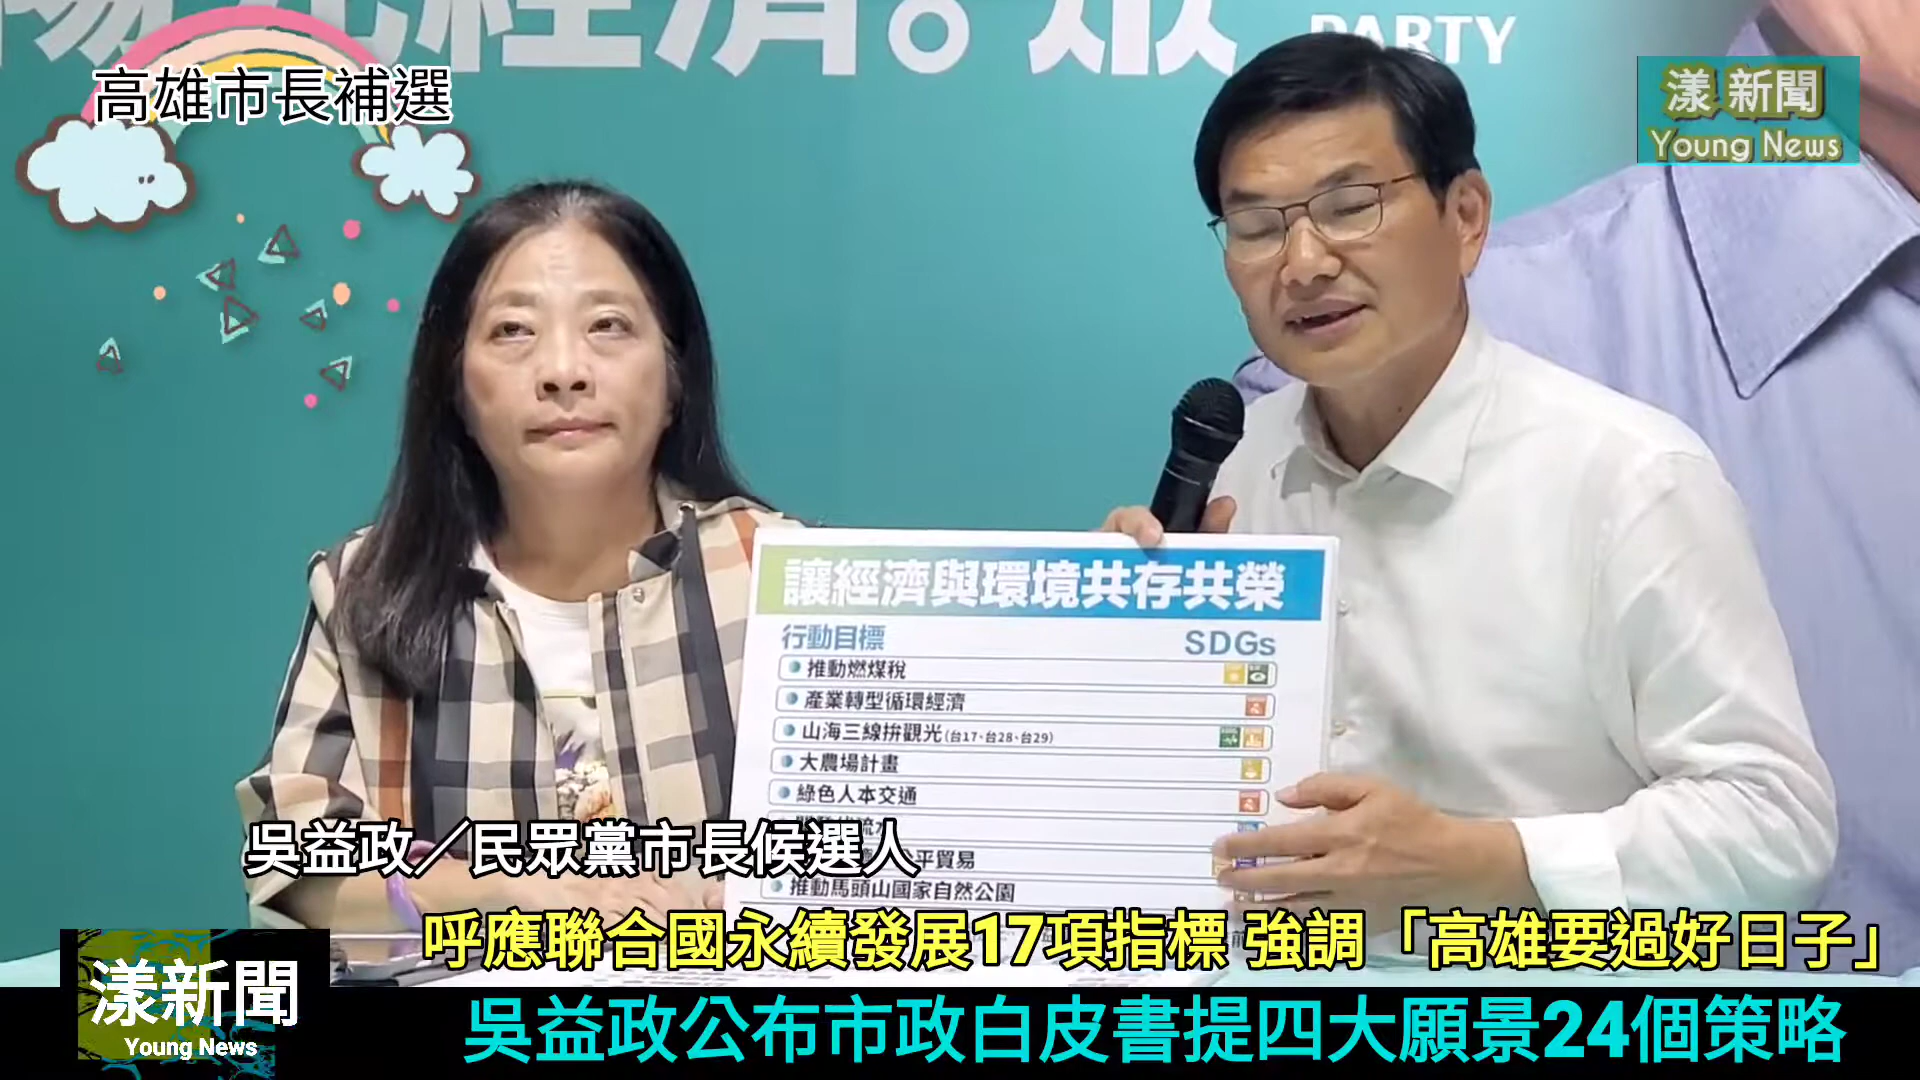 陽光經濟。眾
PARTY
高雄市長補選
漾新聞
Young News
讓經濟與環境共存共榮
行動目標
SDGs
推動燃煤稅
產業轉型循環經濟
山海三線拚觀光(台17、台28、台29)
大農場計畫
綠色人本交通
平貿易
推動馬頭山國家自然公園
吳益政／民眾黨市長候選人
呼應聯合國永續發展17項指標 強調「高雄要過好日子」
漾新聞
Young News
吳益政公布市政白皮書提四大願景24個策略